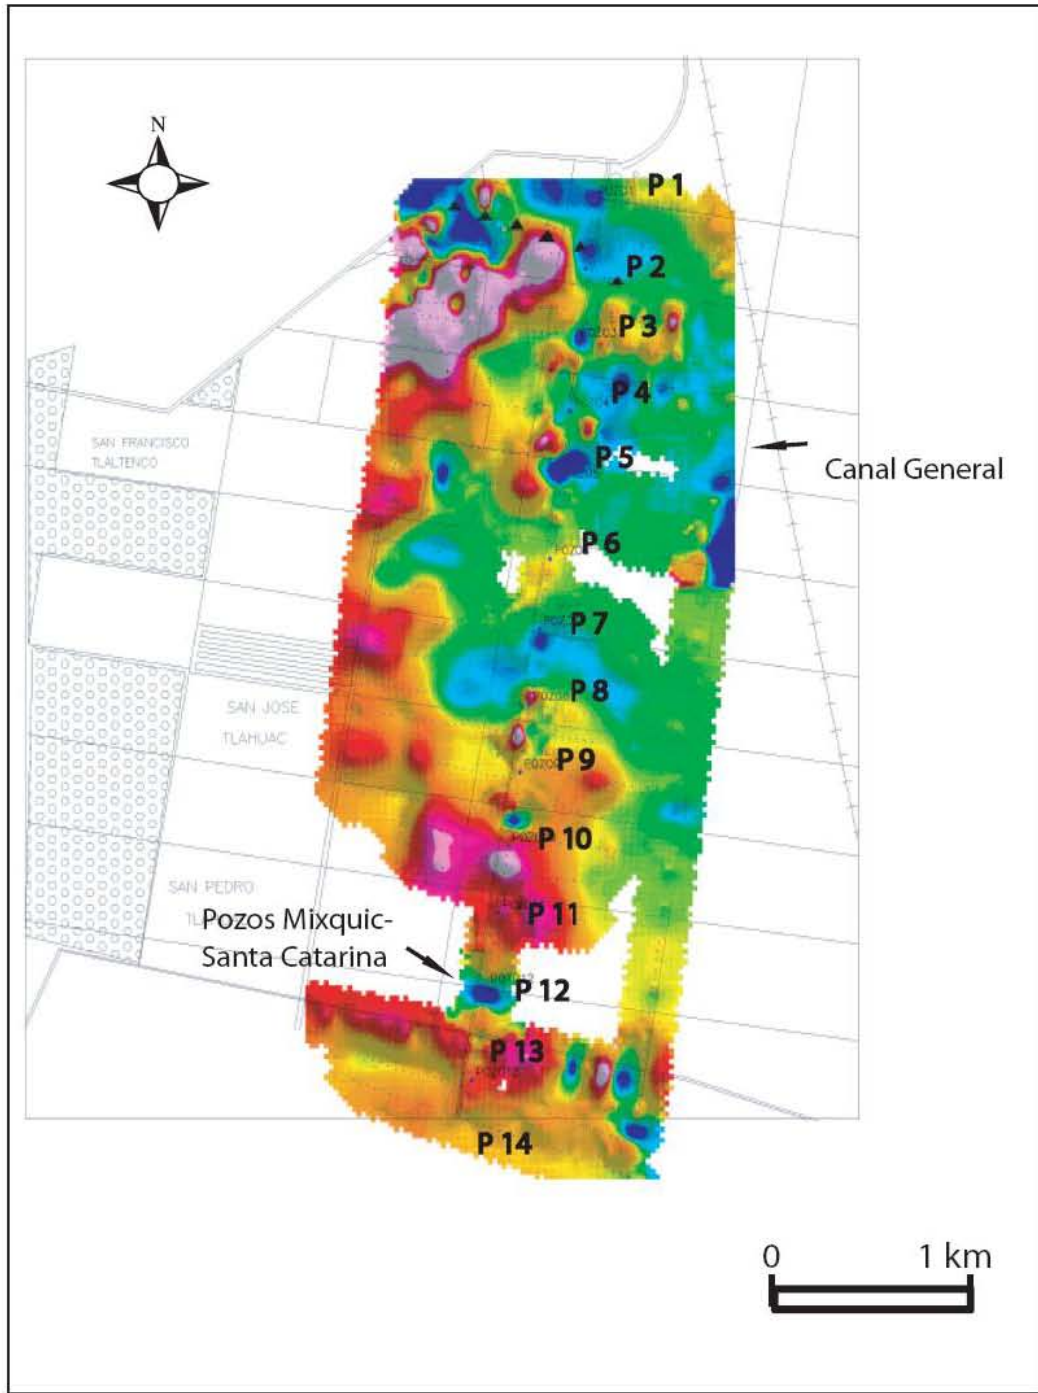 N
P 1
P 2
P 3
P 4
SAN FRANCISCO
TLALTENCO
P 5
Canal General
P 6
P 7
P 8
SAN JOSE
TLAHUAC
P 9
P 10
SAN PEDRO
P 11
Pozos Mixquic-
Santa Catarina
P 12
P 13
P 14
0 1 km